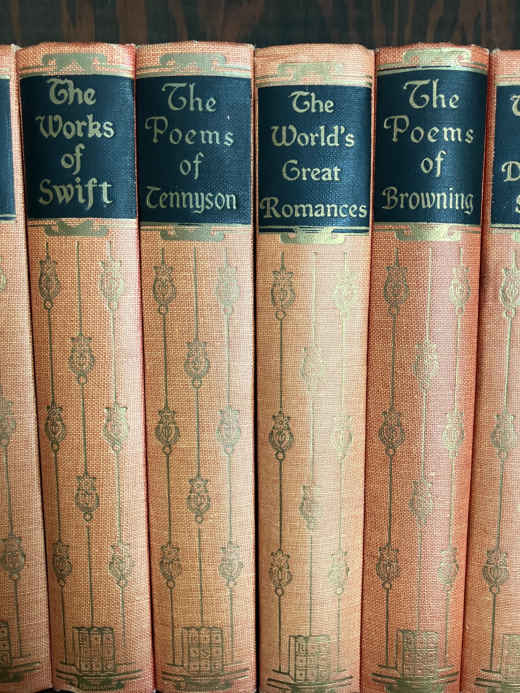 The
Works
of
Swift
The
Poems
of
Tennyson
The
World's
Great
Romances
The
Poems
of
Browning